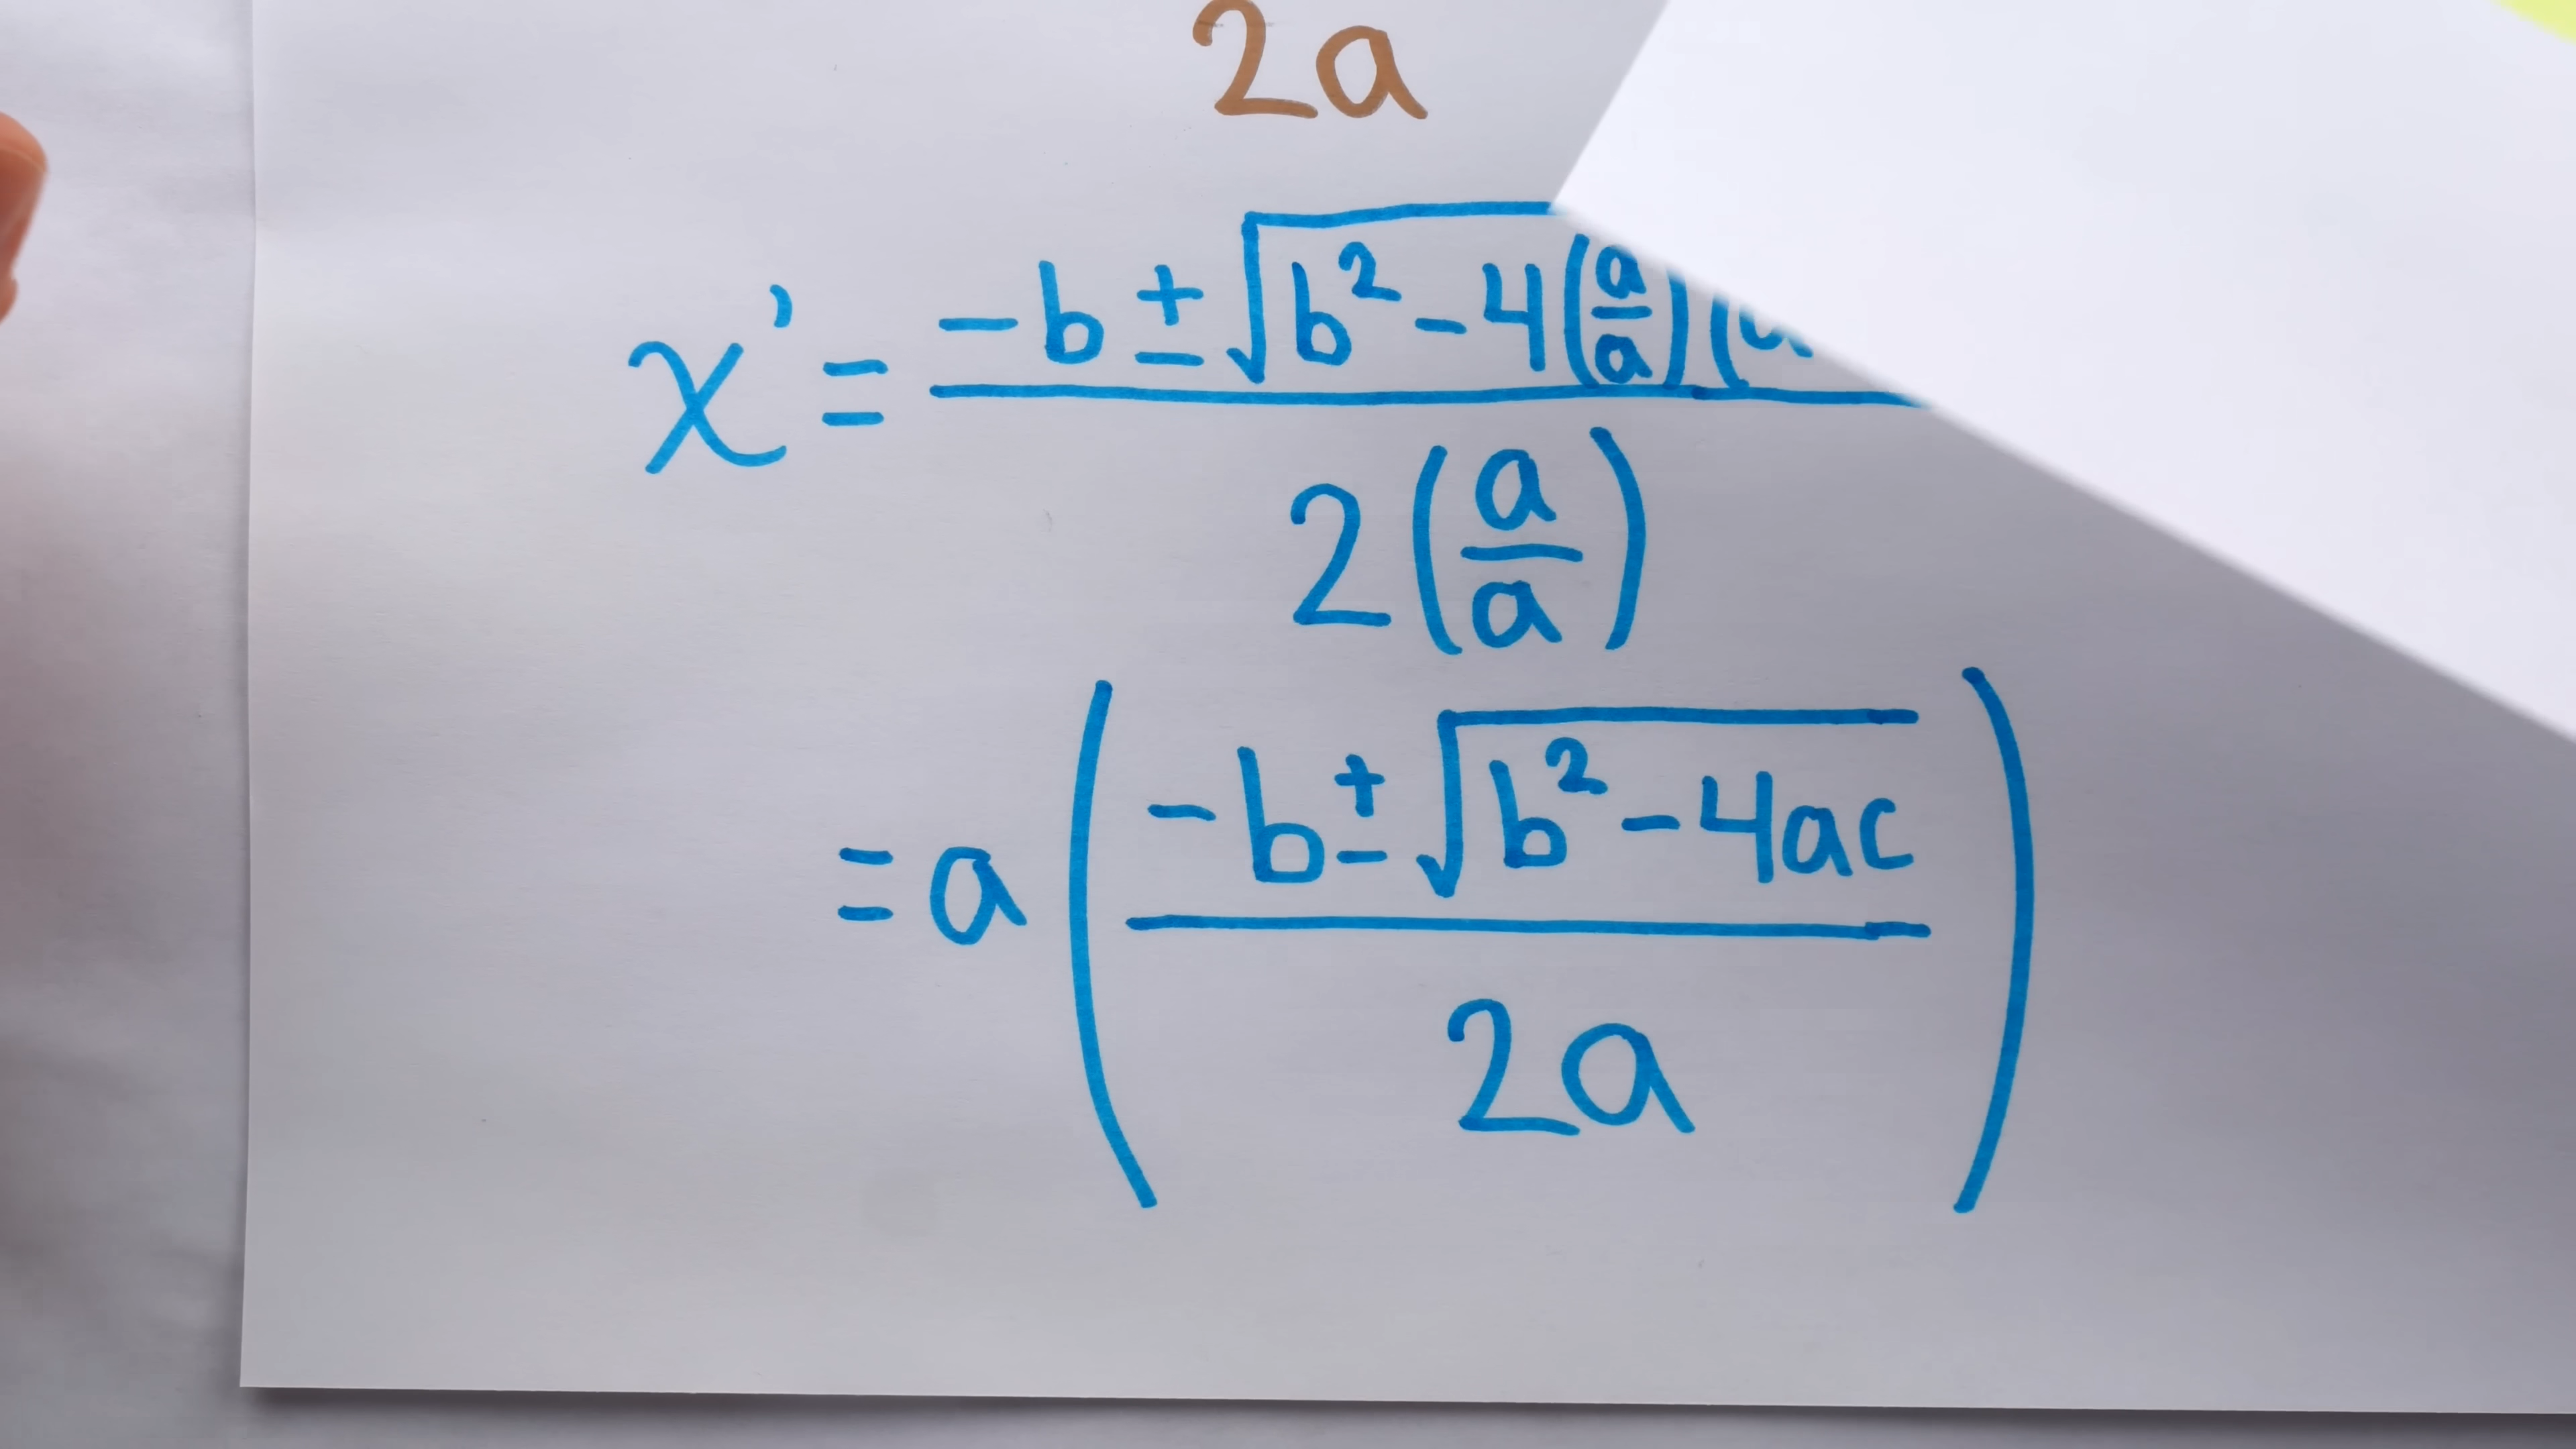 2a
x' = (-b ± √(b² - 4(a/a)(a / 2(a/a)
= a((-b ± √(b² - 4ac)) / 2a)